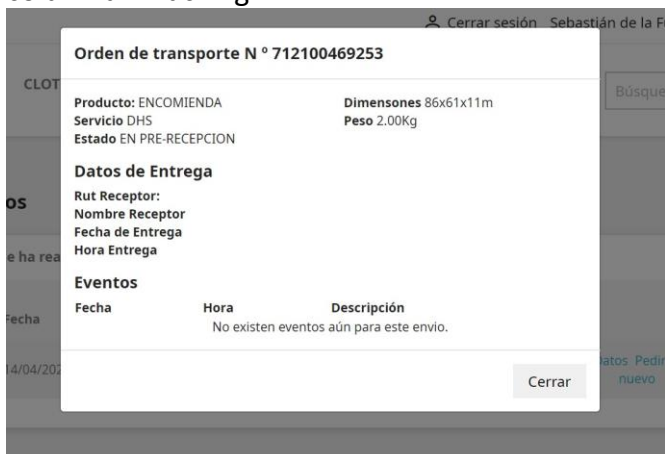 Cerrar sesión Sebastián de la F
Orden de transporte N º 712100469253
CLOT
Búsque
Producto: ENCOMIENDA
Dimensones 86x61x11m
Servicio DHS
Peso 2.00Kg
Estado EN PRE-RECEPCION
Datos de Entrega
os
Rut Receptor:
Nombre Receptor
Fecha de Entrega
e ha rea
Hora Entrega
Eventos
Fecha Hora Descripción
Fecha
No existen eventos aún para este envio.
14/04/202
atos Pedir
nuevo
Cerrar